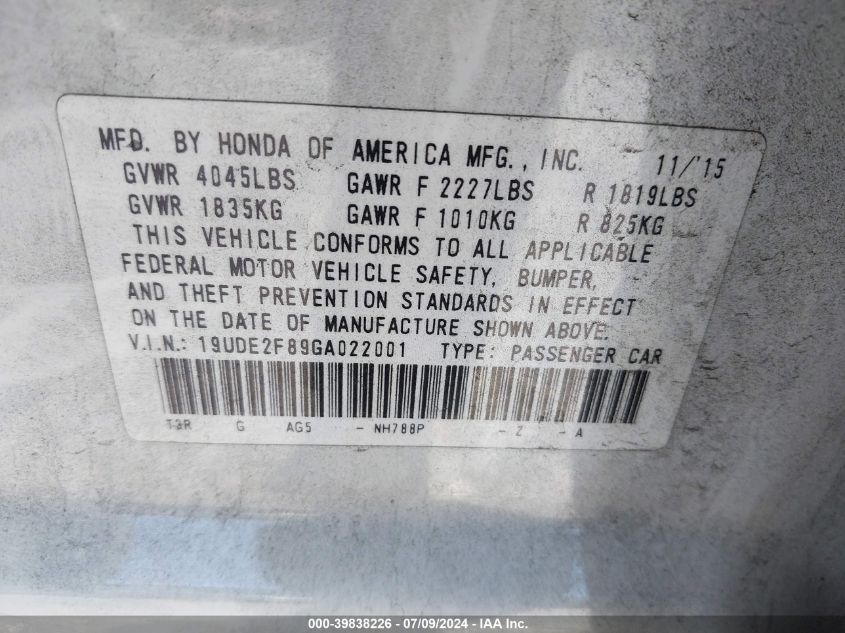 MFD. BY HONDA OF AMERICA MFG., INC. 11/'15
GVWR 4045LBS GAWR F 2227LBS R 1819LBS
GVWR 1835KG GAWR F 1010KG R 825KG
THIS VEHICLE CONFORMS TO ALL APPLICABLE
FEDERAL MOTOR VEHICLE SAFETY, BUMPER,
AND THEFT PREVENTION STANDARDS IN EFFECT
ON THE DATE OF MANUFACTURE SHOWN ABOVE.
V.I.N.: 19UDE2F89GA022001 TYPE: PASSENGER CAR
T3R G AG5 - NH788P - Z - A
000-39838226 - 07/09/2024 - IAA Inc.